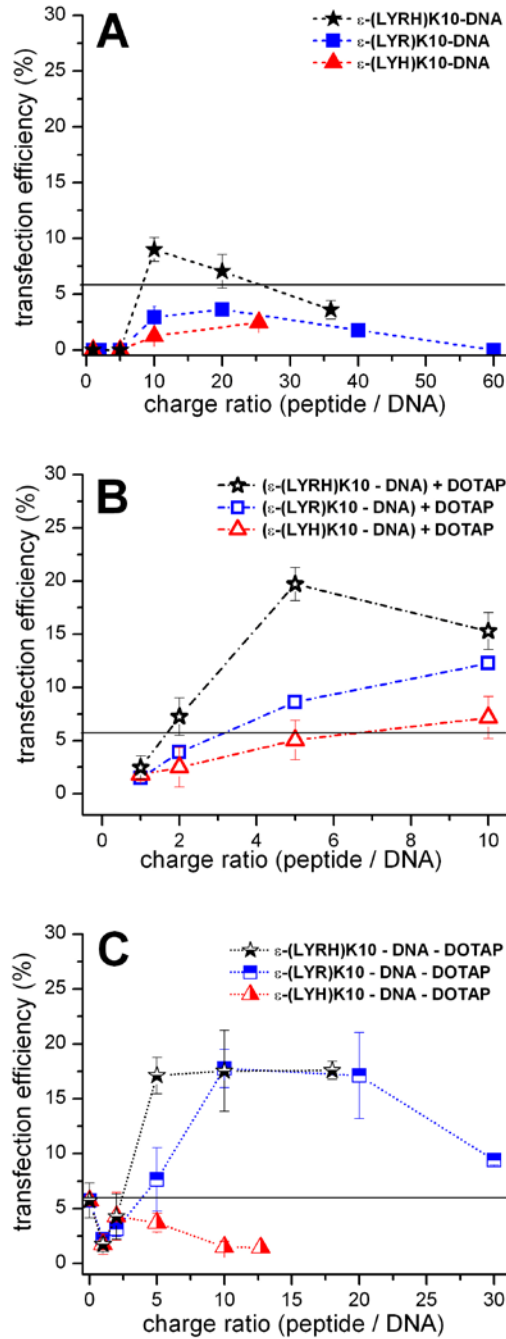 A
ε-(LYRH)K10-DNA
ε-(LYR)K10-DNA
ε-(LYH)K10-DNA
30
25
20
15
10
5
0
transfection efficiency (%)
0 10 20 30 40 50 60
charge ratio (peptide / DNA)
B
(ε-(LYRH)K10 - DNA) + DOTAP
(ε-(LYR)K10 - DNA) + DOTAP
(ε-(LYH)K10 - DNA) + DOTAP
30
25
20
15
10
5
0
transfection efficiency (%)
0 2 4 6 8 10
charge ratio (peptide / DNA)
C
ε-(LYRH)K10 - DNA - DOTAP
ε-(LYR)K10 - DNA - DOTAP
ε-(LYH)K10 - DNA - DOTAP
30
25
20
15
10
5
0
transfection efficiency (%)
0 5 10 15 20 25 30
charge ratio (peptide / DNA)